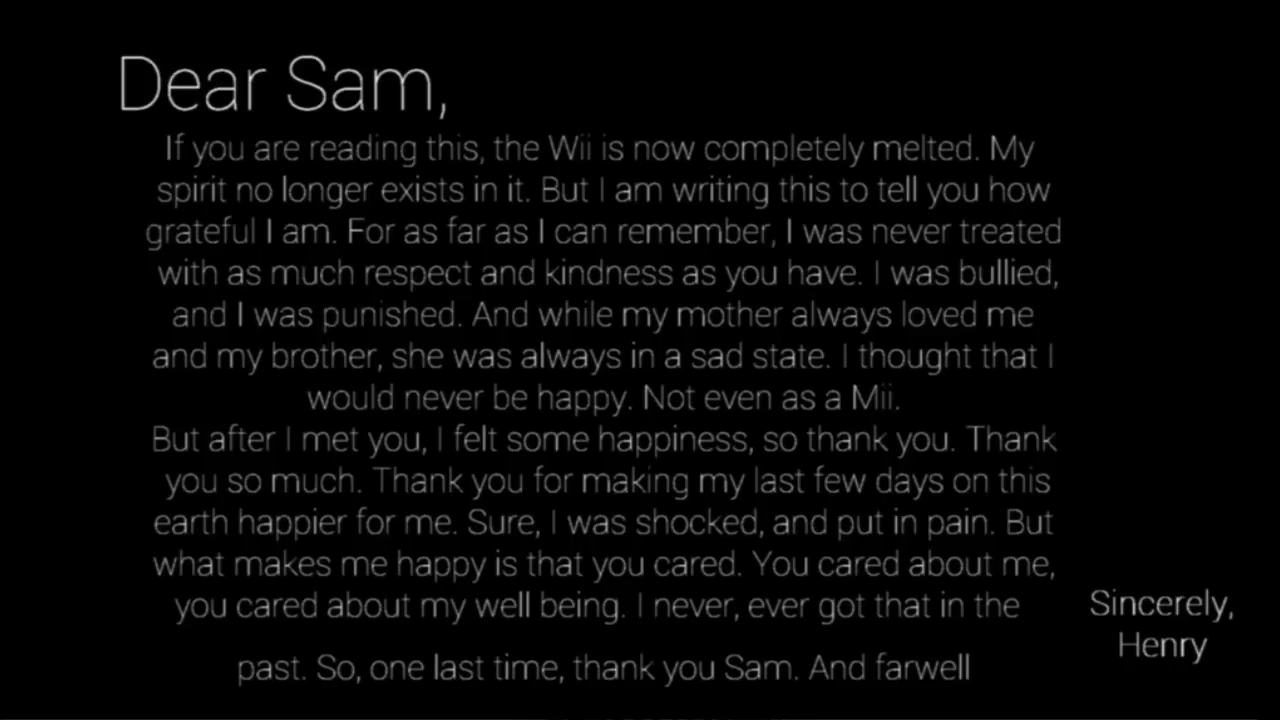 Dear Sam,
If you are reading this, the Wii is now completely melted. My
spirit no longer exists in it. But I am writing this to tell you how
grateful I am. For as far as I can remember, I was never treated
with as much respect and kindness as you have. I was bullied,
and I was punished. And while my mother always loved me
and my brother, she was always in a sad state. I thought that I
would never be happy. Not even as a Mii.
But after I met you, I felt some happiness, so thank you. Thank
you so much. Thank you for making my last few days on this
earth happier for me. Sure, I was shocked, and put in pain. But
what makes me happy is that you cared. You cared about me,
you cared about my well being. I never, ever got that in the
past. So, one last time, thank you Sam. And farwell
Sincerely,
Henry